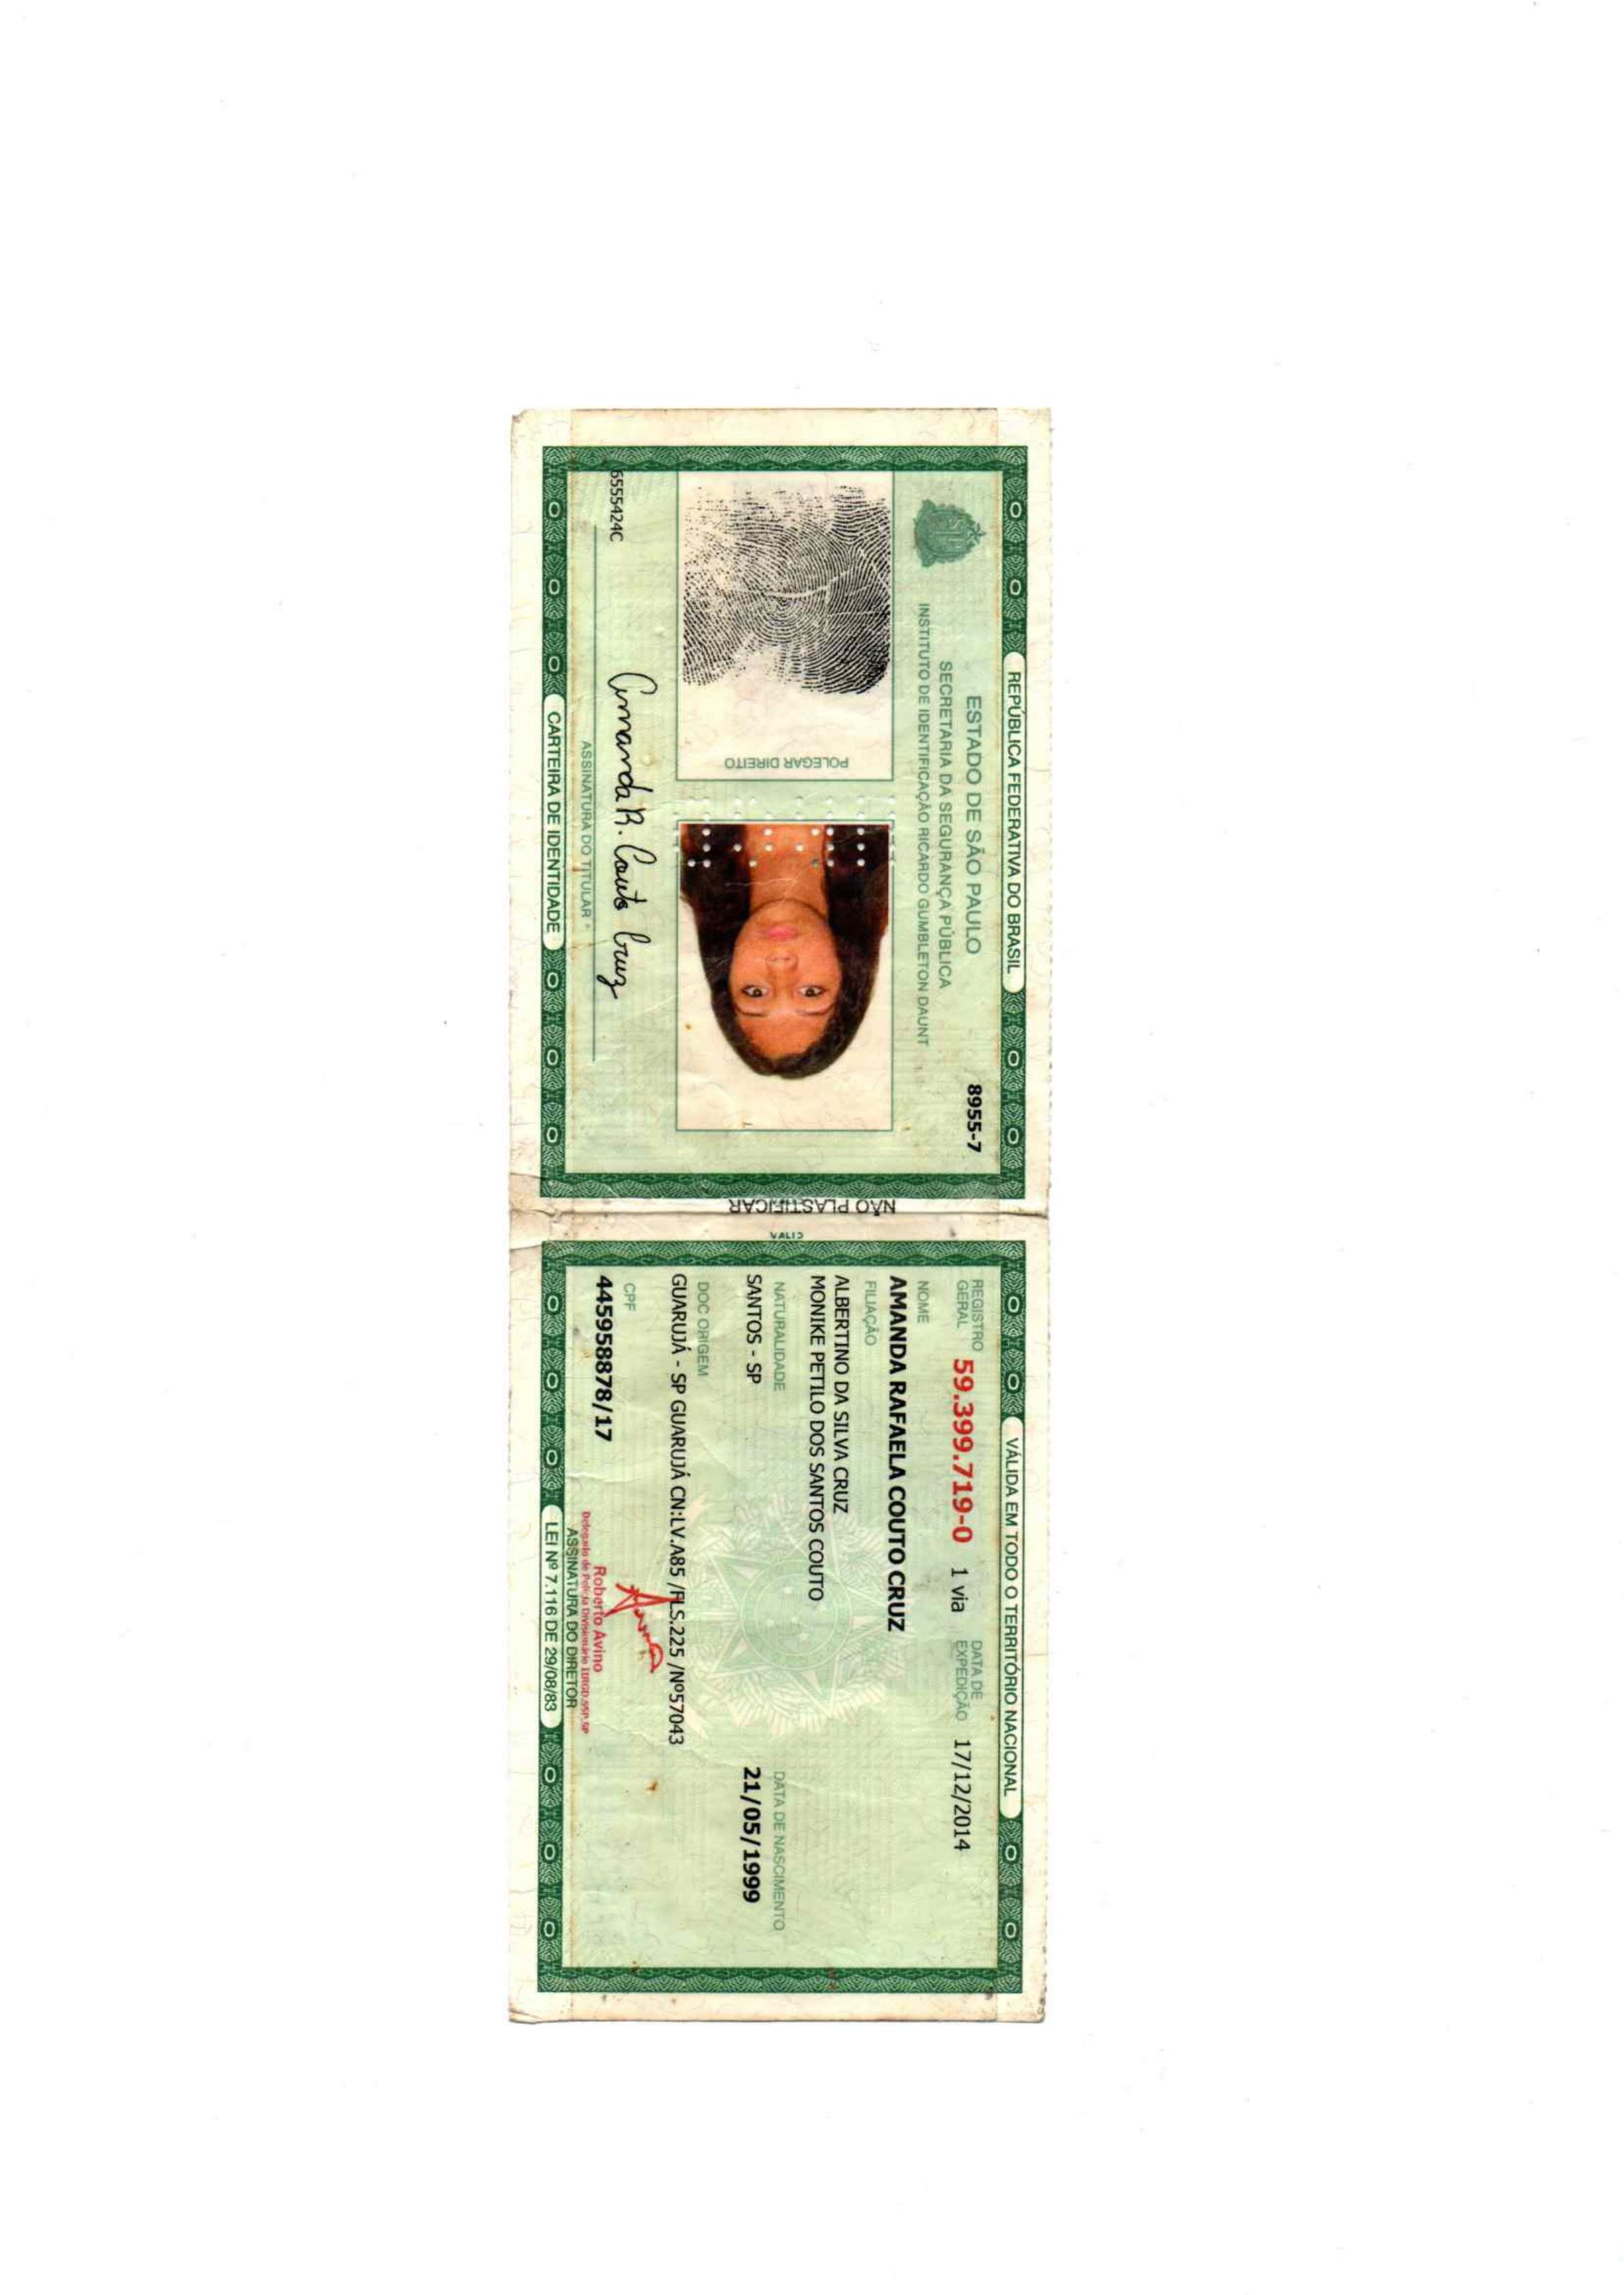 REPÚBLICA FEDERATIVA DO BRASIL
ESTADO DE SÃO PAULO
8955-7
SECRETARIA DA SEGURANÇA PÚBLICA
INSTITUTO DE IDENTIFICAÇÃO RICARDO GUMBLETON DAUNT
POLEGAR DIREITO
6555424C
Amanda R. Couto Cruz
ASSINATURA DO TITULAR
CARTEIRA DE IDENTIDADE
NÃO PLASTIFICAR
VÁLIDA EM TODO O TERRITÓRIO NACIONAL
REGISTRO GERAL 59.399.719-0 1 via DATA DE EXPEDIÇÃO 17/12/2014
NOME
AMANDA RAFAELA COUTO CRUZ
FILIAÇÃO
ALBERTINO DA SILVA CRUZ
MONIKE PETILO DOS SANTOS COUTO
NATURALIDADE DATA DE NASCIMENTO
SANTOS - SP 21/05/1999
DOC ORIGEM
GUARUJÁ - SP GUARUJÁ CN:LV.A85 /FLS.225 /Nº57043
CPF
445958878/17
Roberto Avino
Delegado de Polícia Divisionário IIRGD.SSP.SP
ASSINATURA DO DIRETOR
LEI Nº 7.116 DE 29/08/83